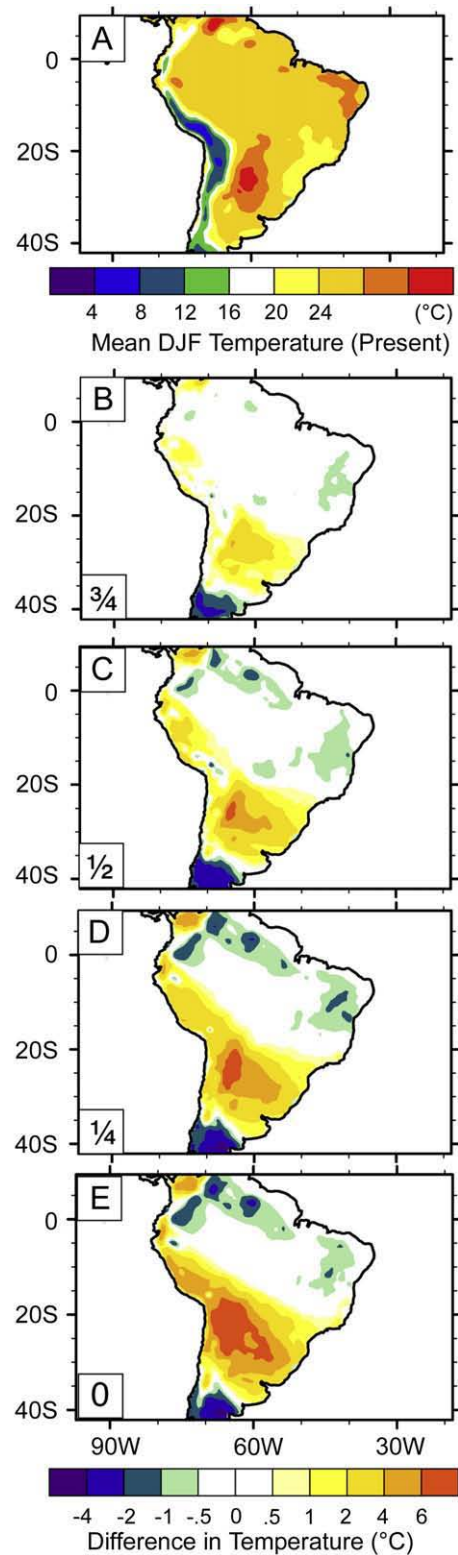 A
0
20S
40S
4 8 12 16 20 24 (°C)
Mean DJF Temperature (Present)
B
0
20S
¾
40S
C
0
20S
½
40S
D
0
20S
¼
40S
E
0
20S
0
40S
90W 60W 30W
-4 -2 -1 -.5 0 .5 1 2 4 6
Difference in Temperature (°C)